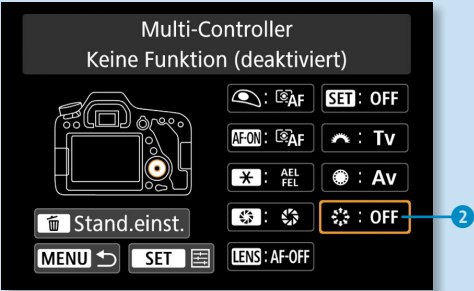 Multi-Controller
Keine Funktion (deaktiviert)
: AF
SET : OFF
AF-ON : AF
: Tv
: AEL FEL
: Av
Stand.einst.
:
: OFF
2
MENU
SET
LENS : AF-OFF